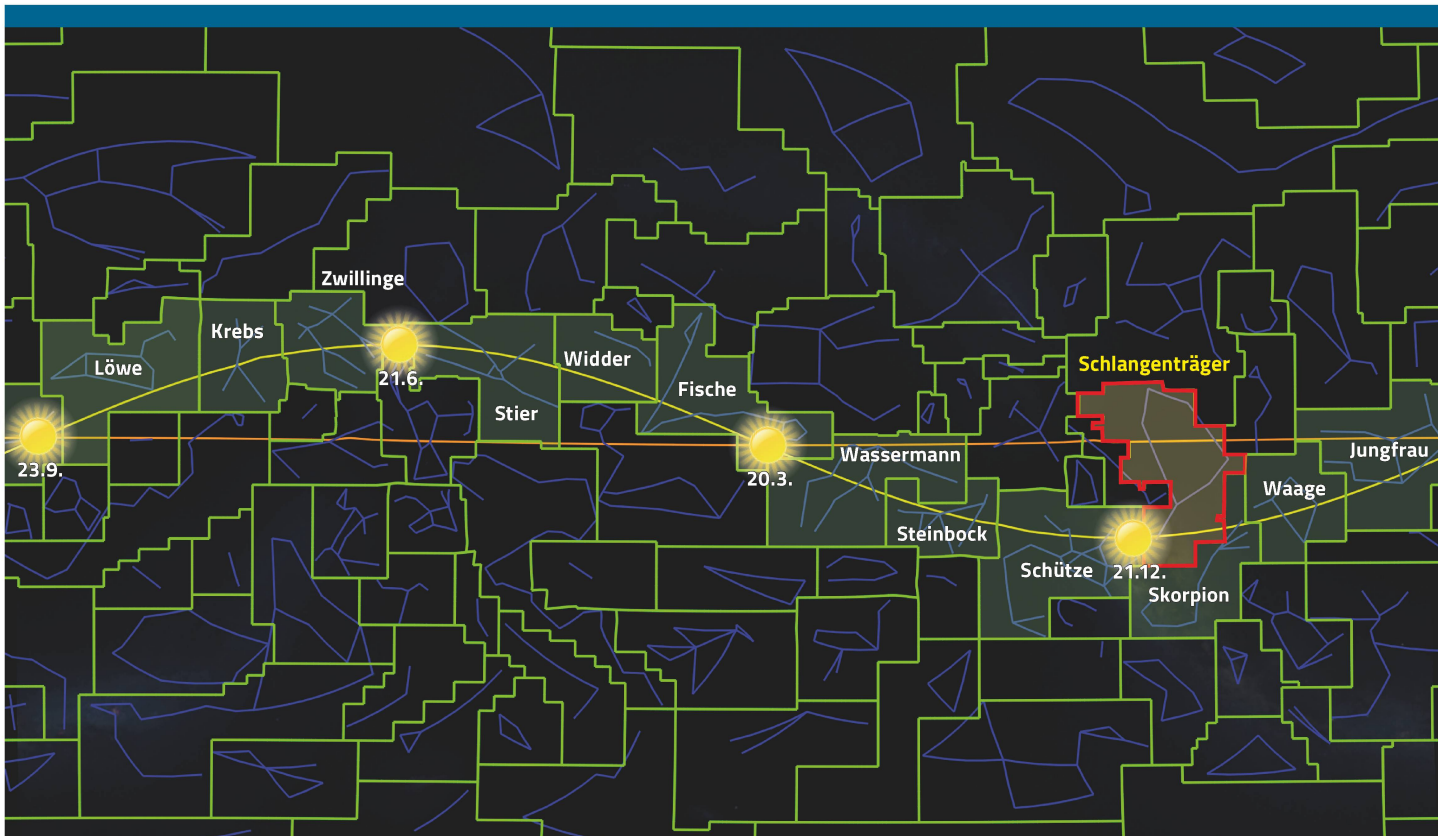 Zwillinge
Krebs
Löwe
21.6.
Widder
Fische
Stier
Schlangenträger
23.9.
20.3.
Wassermann
Jungfrau
Waage
Steinbock
Schütze
21.12.
Skorpion